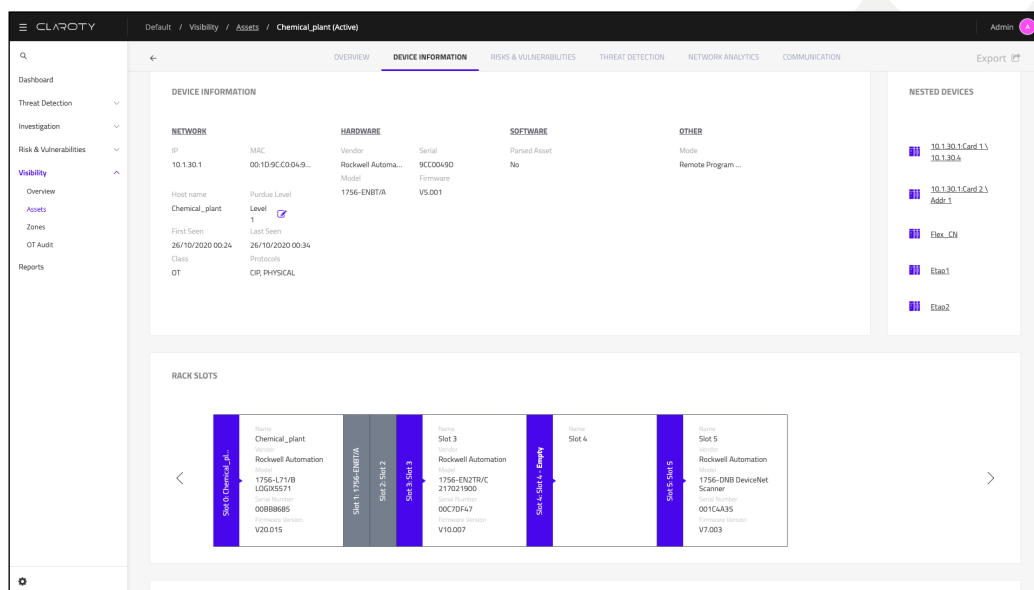 CLAROTY
Default / Visibility / Assets / Chemical_plant (Active)
Admin
A
Dashboard
Threat Detection
Investigation
Risk & Vulnerabilities
Visibility
Overview
Assets
Zones
OT Audit
Reports
OVERVIEW DEVICE INFORMATION RISKS & VULNERABILITIES THREAT DETECTION NETWORK ANALYTICS COMMUNICATION
Export
DEVICE INFORMATION
NETWORK
IP MAC
10.1.30.1 00:1D:9C:C0:04:9...
Host name Purdue Level
Chemical_plant Level 
1
First Seen Last Seen
26/10/2020 00:24 26/10/2020 00:34
Class Protocols
OT CIP, PHYSICAL
HARDWARE
Vendor Serial
Rockwell Automa... 9CC0049D
Model Firmware
1756-ENBT/A V5.001
SOFTWARE
Parsed Asset
No
OTHER
Mode
Remote Program ...
NESTED DEVICES
10.1.30.1:Card 1 \
10.1.30.4
10.1.30.1:Card 2 \
Addr 1
Flex_CN
Etap1
Etap2
RACK SLOTS
Slot 0: Chemical_pl...
Name
Chemical_plant
Vendor
Rockwell Automation
Model
1756-L71/B
LOGIX5571
Serial Number
00BB8685
Firmware Version
V20.015
Slot 1: 1756-ENBT/A
Slot 2: Slot 2
Slot 3: Slot 3
Name
Slot 3
Vendor
Rockwell Automation
Model
1756-EN2TR/C
217021900
Serial Number
00C7DF47
Firmware Version
V10.007
Slot 4: Slot 4 - Empty
Name
Slot 4
Slot 5: Slot 5
Name
Slot 5
Vendor
Rockwell Automation
Model
1756-DNB DeviceNet
Scanner
Serial Number
001C4A35
Firmware Version
V7.003